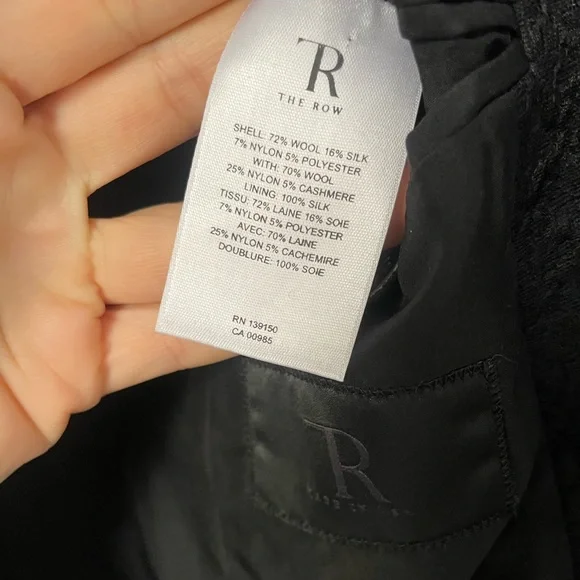 TR
THE ROW
SHELL: 72% WOOL 16% SILK
7% NYLON 5% POLYESTER
WITH: 70% WOOL
25% NYLON 5% CASHMERE
LINING: 100% SILK
TISSU: 72% LAINE 16% SOIE
7% NYLON 5% POLYESTER
AVEC: 70% LAINE
25% NYLON 5% CACHEMIRE
DOUBLURE: 100% SOIE
RN 139150
CA 00985
TR